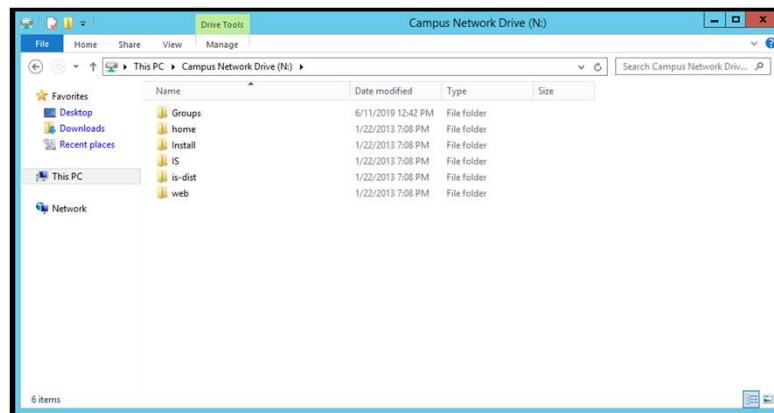 Drive Tools
Campus Network Drive (N:)
File Home Share View Manage
This PC Campus Network Drive (N:)
Search Campus Network Driv...
Favorites
Desktop
Downloads
Recent places
This PC
Network
Name Date modified Type Size
Groups 6/11/2019 12:42 PM File folder
home 1/22/2013 7:08 PM File folder
Install 1/22/2013 7:08 PM File folder
IS 1/22/2013 7:08 PM File folder
is-dist 1/22/2013 7:08 PM File folder
web 1/22/2013 7:08 PM File folder
6 items